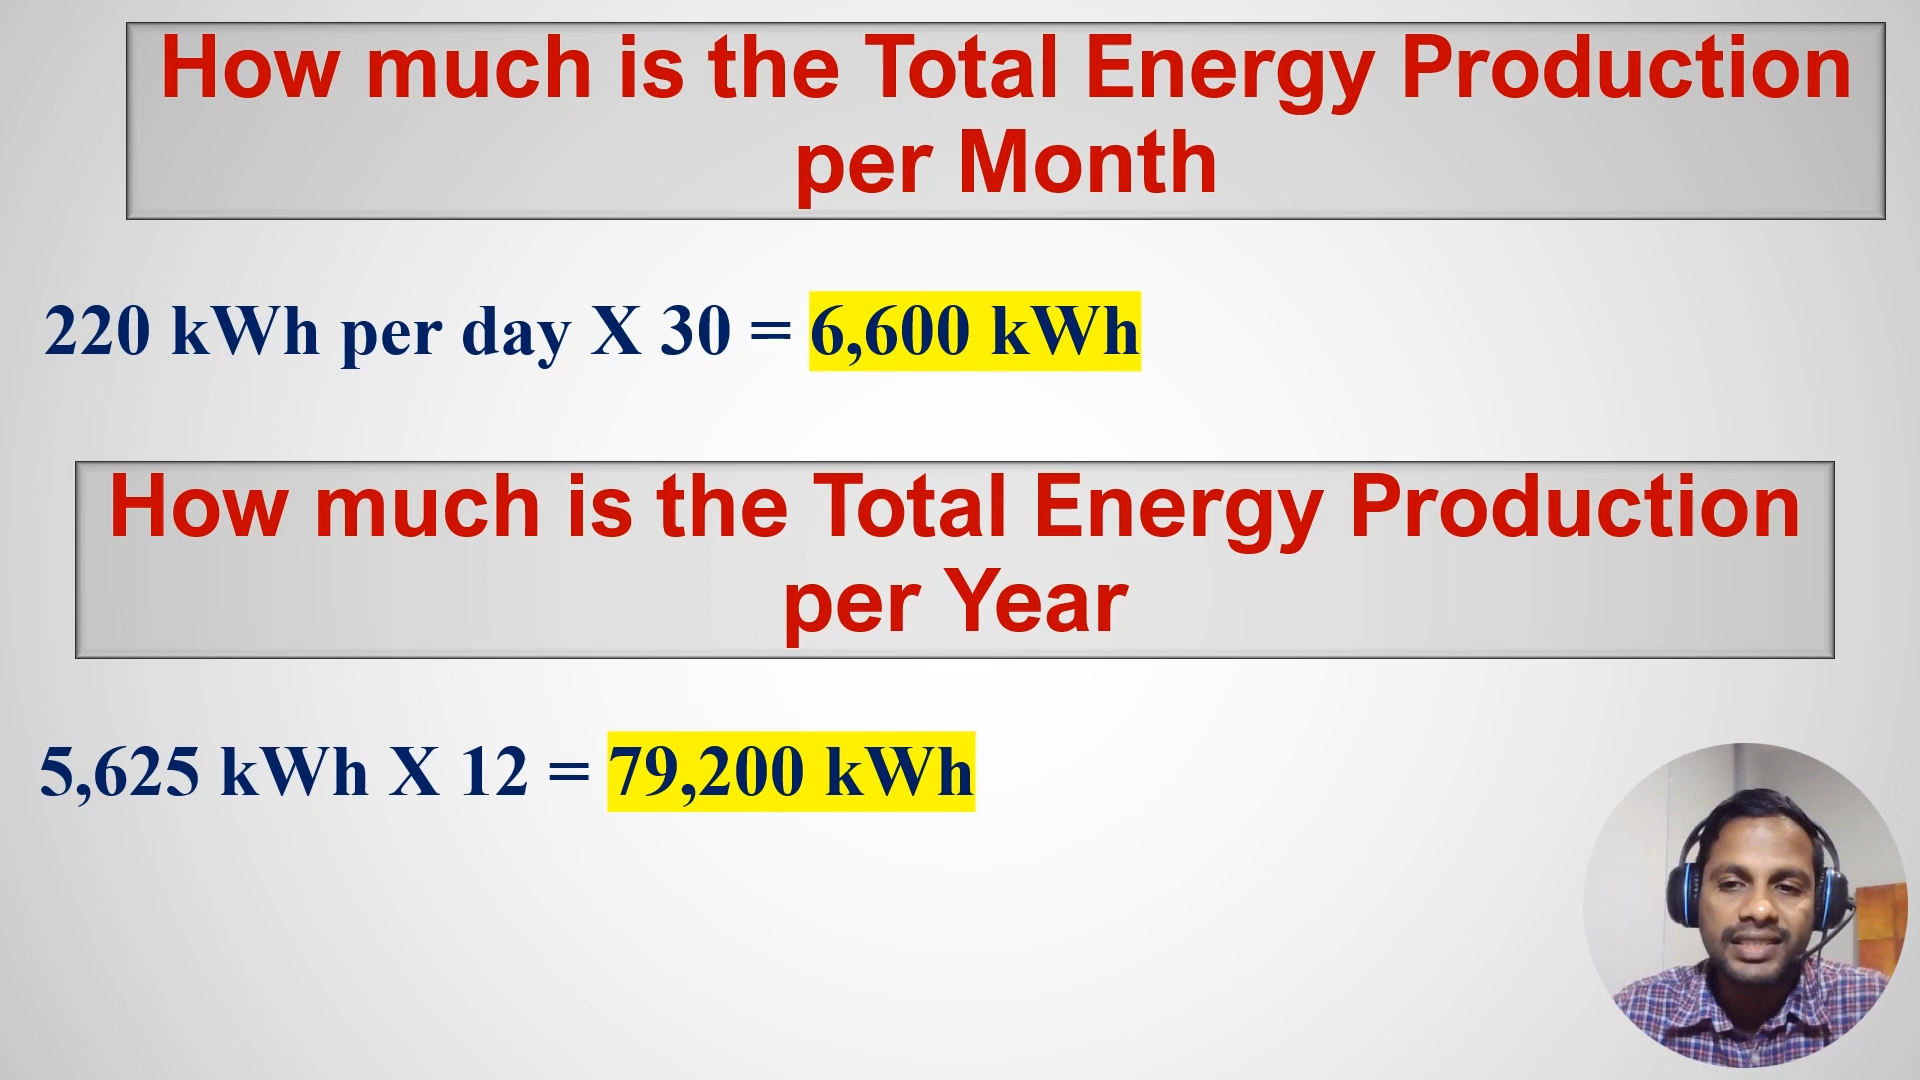 How much is the Total Energy Production
per Month
220 kWh per day X 30 = 6,600 kWh
How much is the Total Energy Production
per Year
5,625 kWh X 12 = 79,200 kWh